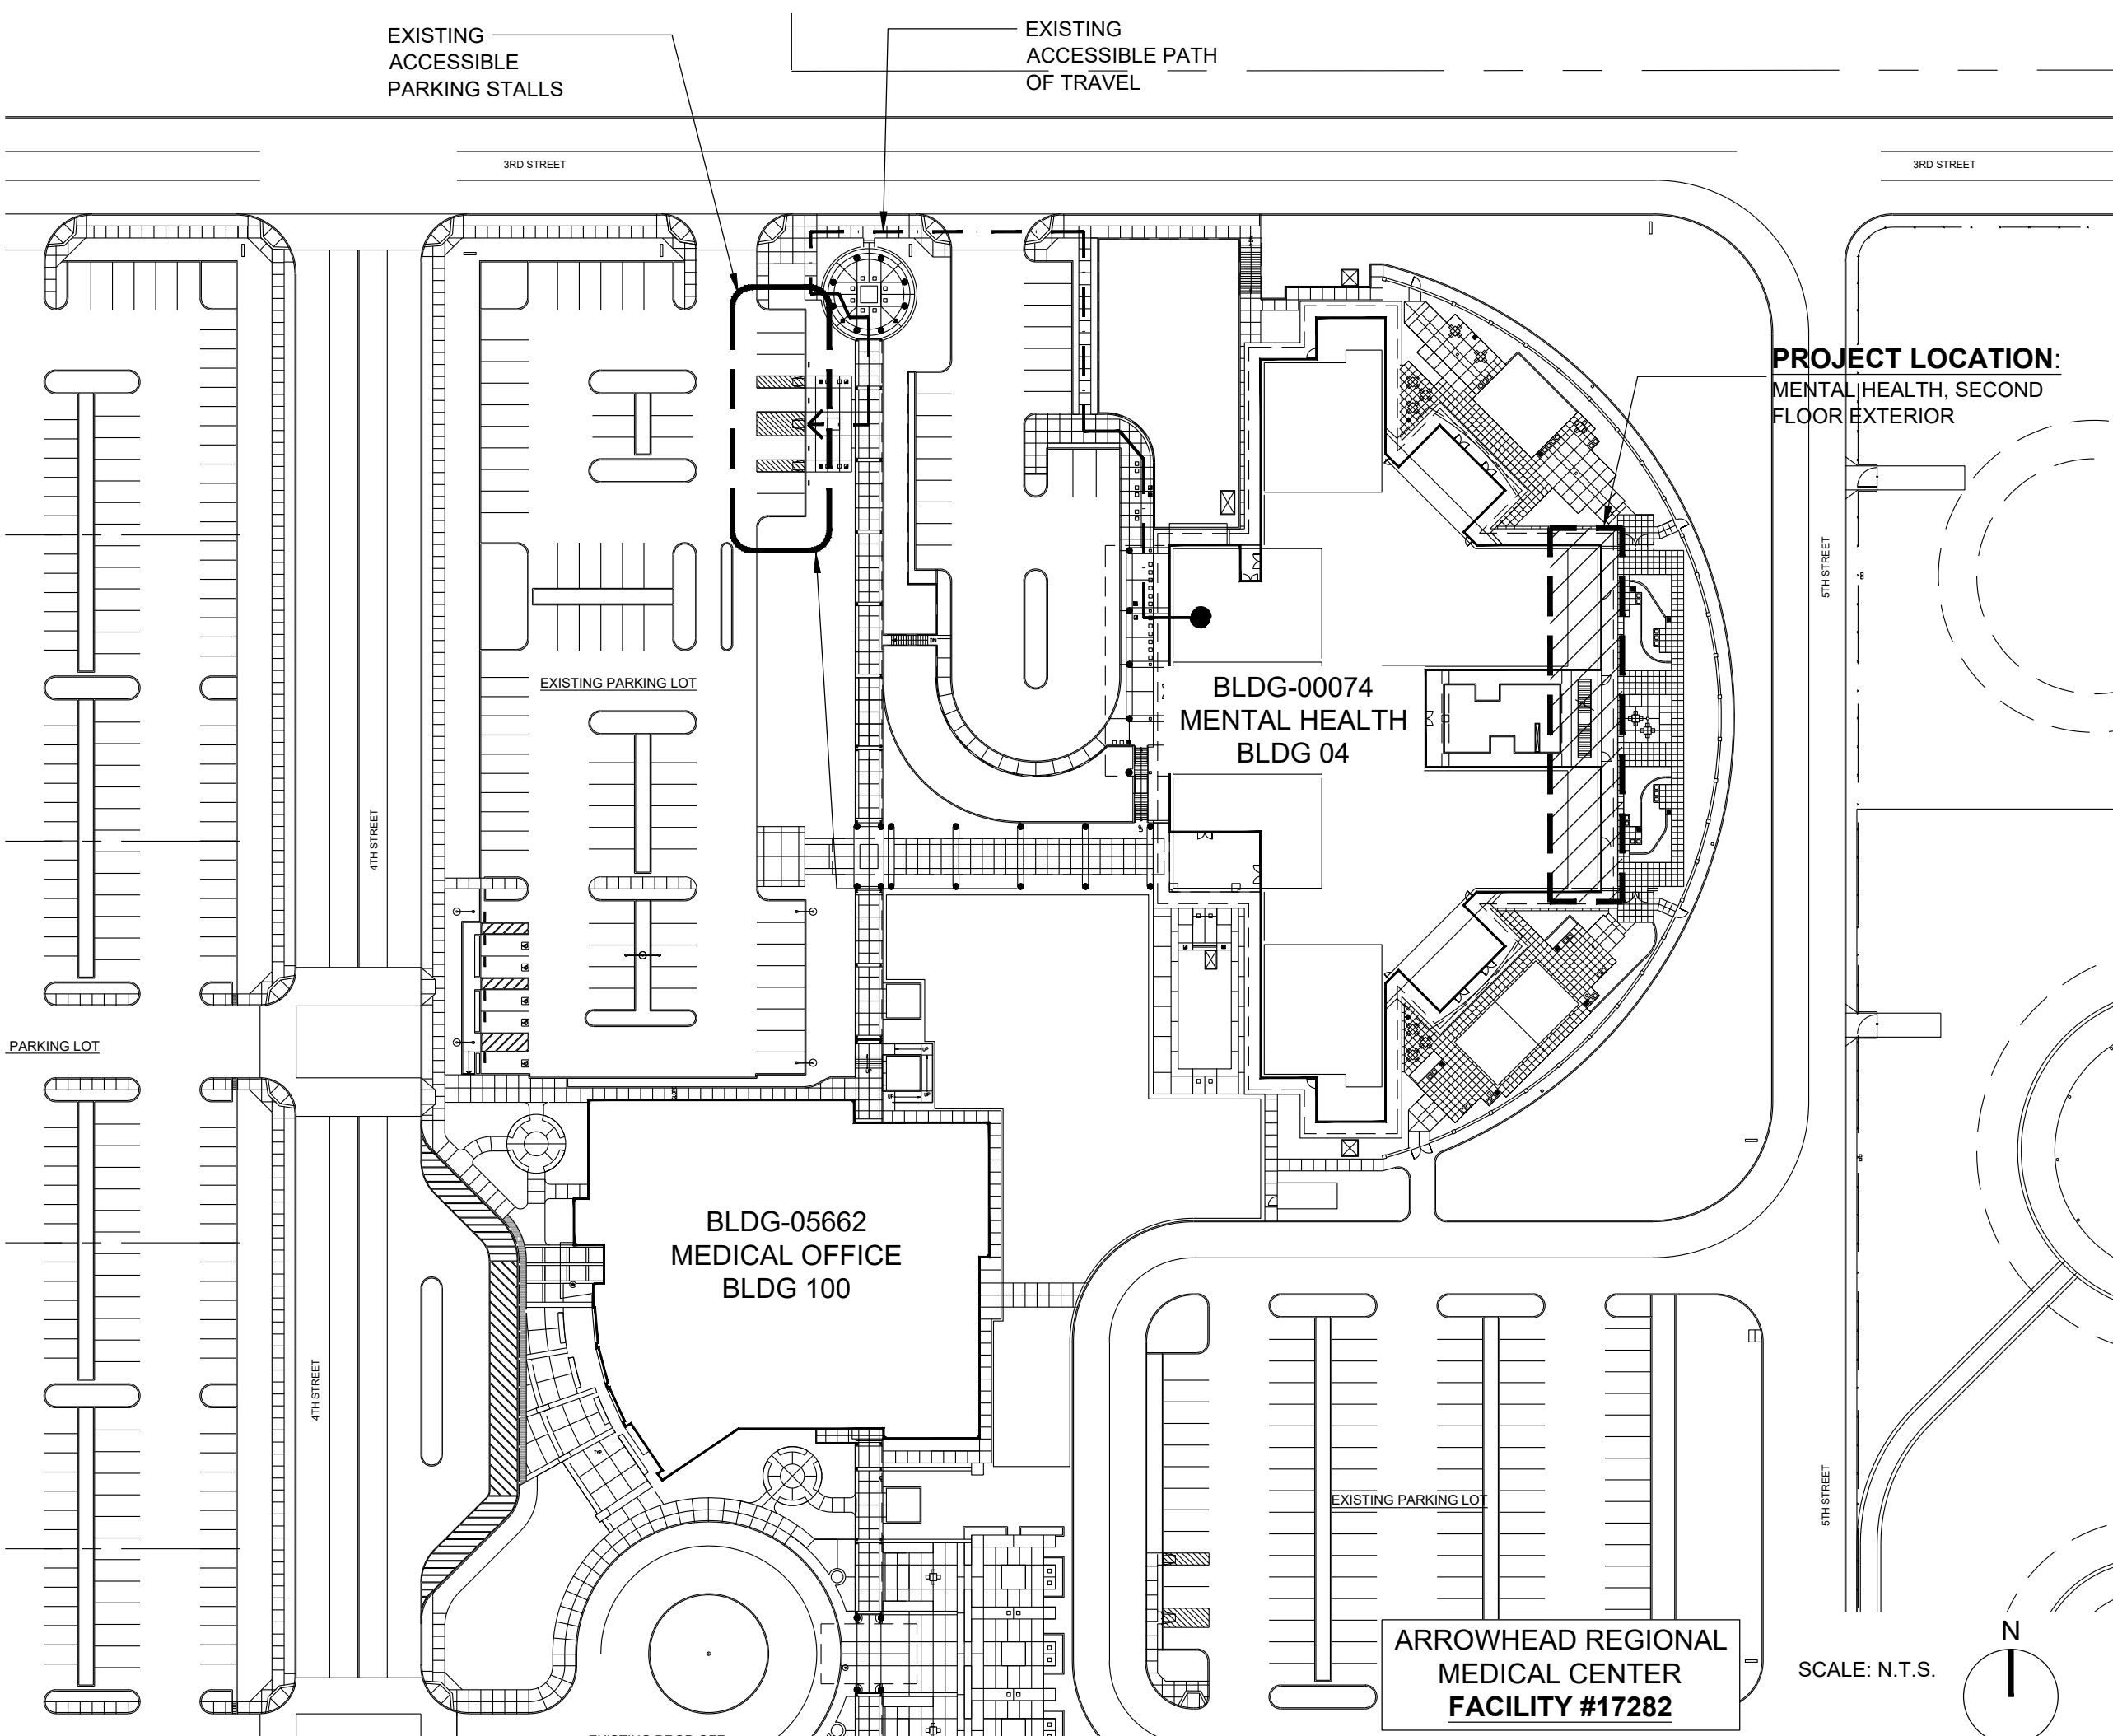 EXISTING
ACCESSIBLE
PARKING STALLS
EXISTING
ACCESSIBLE PATH
OF TRAVEL
3RD STREET
3RD STREET
PROJECT LOCATION:
MENTAL HEALTH, SECOND
FLOOR EXTERIOR
5TH STREET
EXISTING PARKING LOT
BLDG-00074
MENTAL HEALTH
BLDG 04
4TH STREET
PARKING LOT
BLDG-05662
MEDICAL OFFICE
BLDG 100
4TH STREET
EXISTING PARKING LOT
5TH STREET
ARROWHEAD REGIONAL
MEDICAL CENTER
FACILITY #17282
SCALE: N.T.S.
N